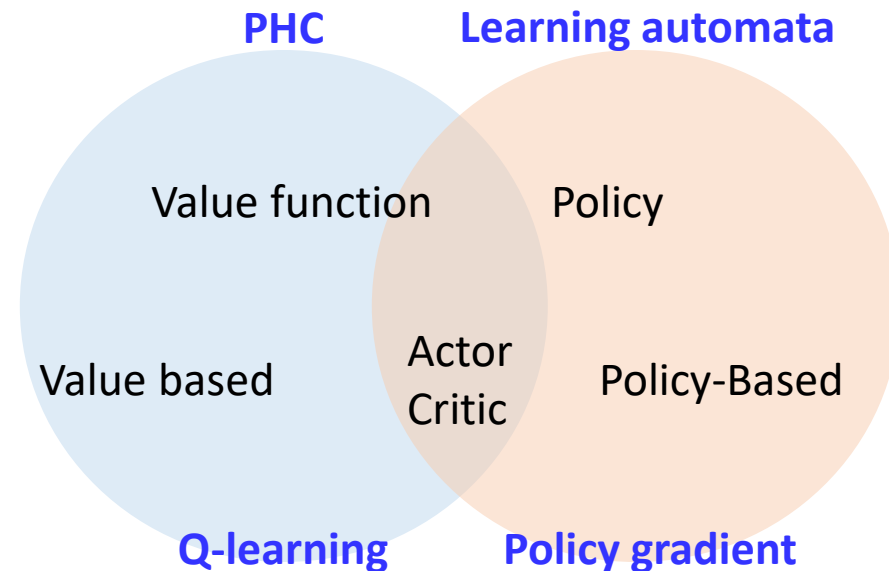 PHC
Learning automata
Value function
Policy
Value based
Actor
Critic
Policy-Based
Q-learning
Policy gradient